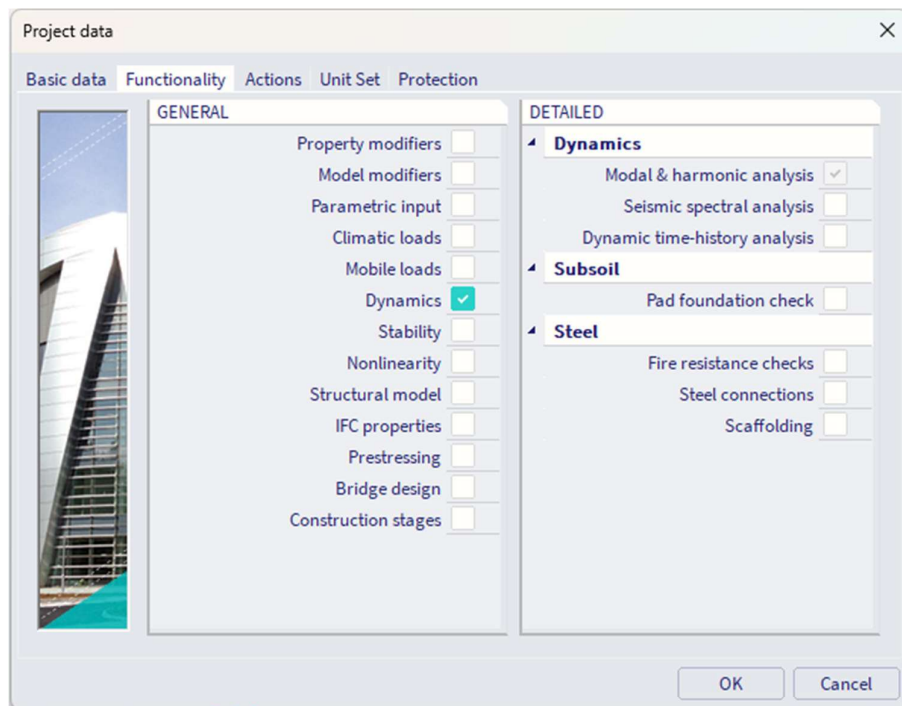 Project data
Basic data Functionality Actions Unit Set Protection
GENERAL
Property modifiers
Model modifiers
Parametric input
Climatic loads
Mobile loads
Dynamics
Stability
Nonlinearity
Structural model
IFC properties
Prestressing
Bridge design
Construction stages
DETAILED
Dynamics
Modal & harmonic analysis
Seismic spectral analysis
Dynamic time-history analysis
Subsoil
Pad foundation check
Steel
Fire resistance checks
Steel connections
Scaffolding
OK Cancel